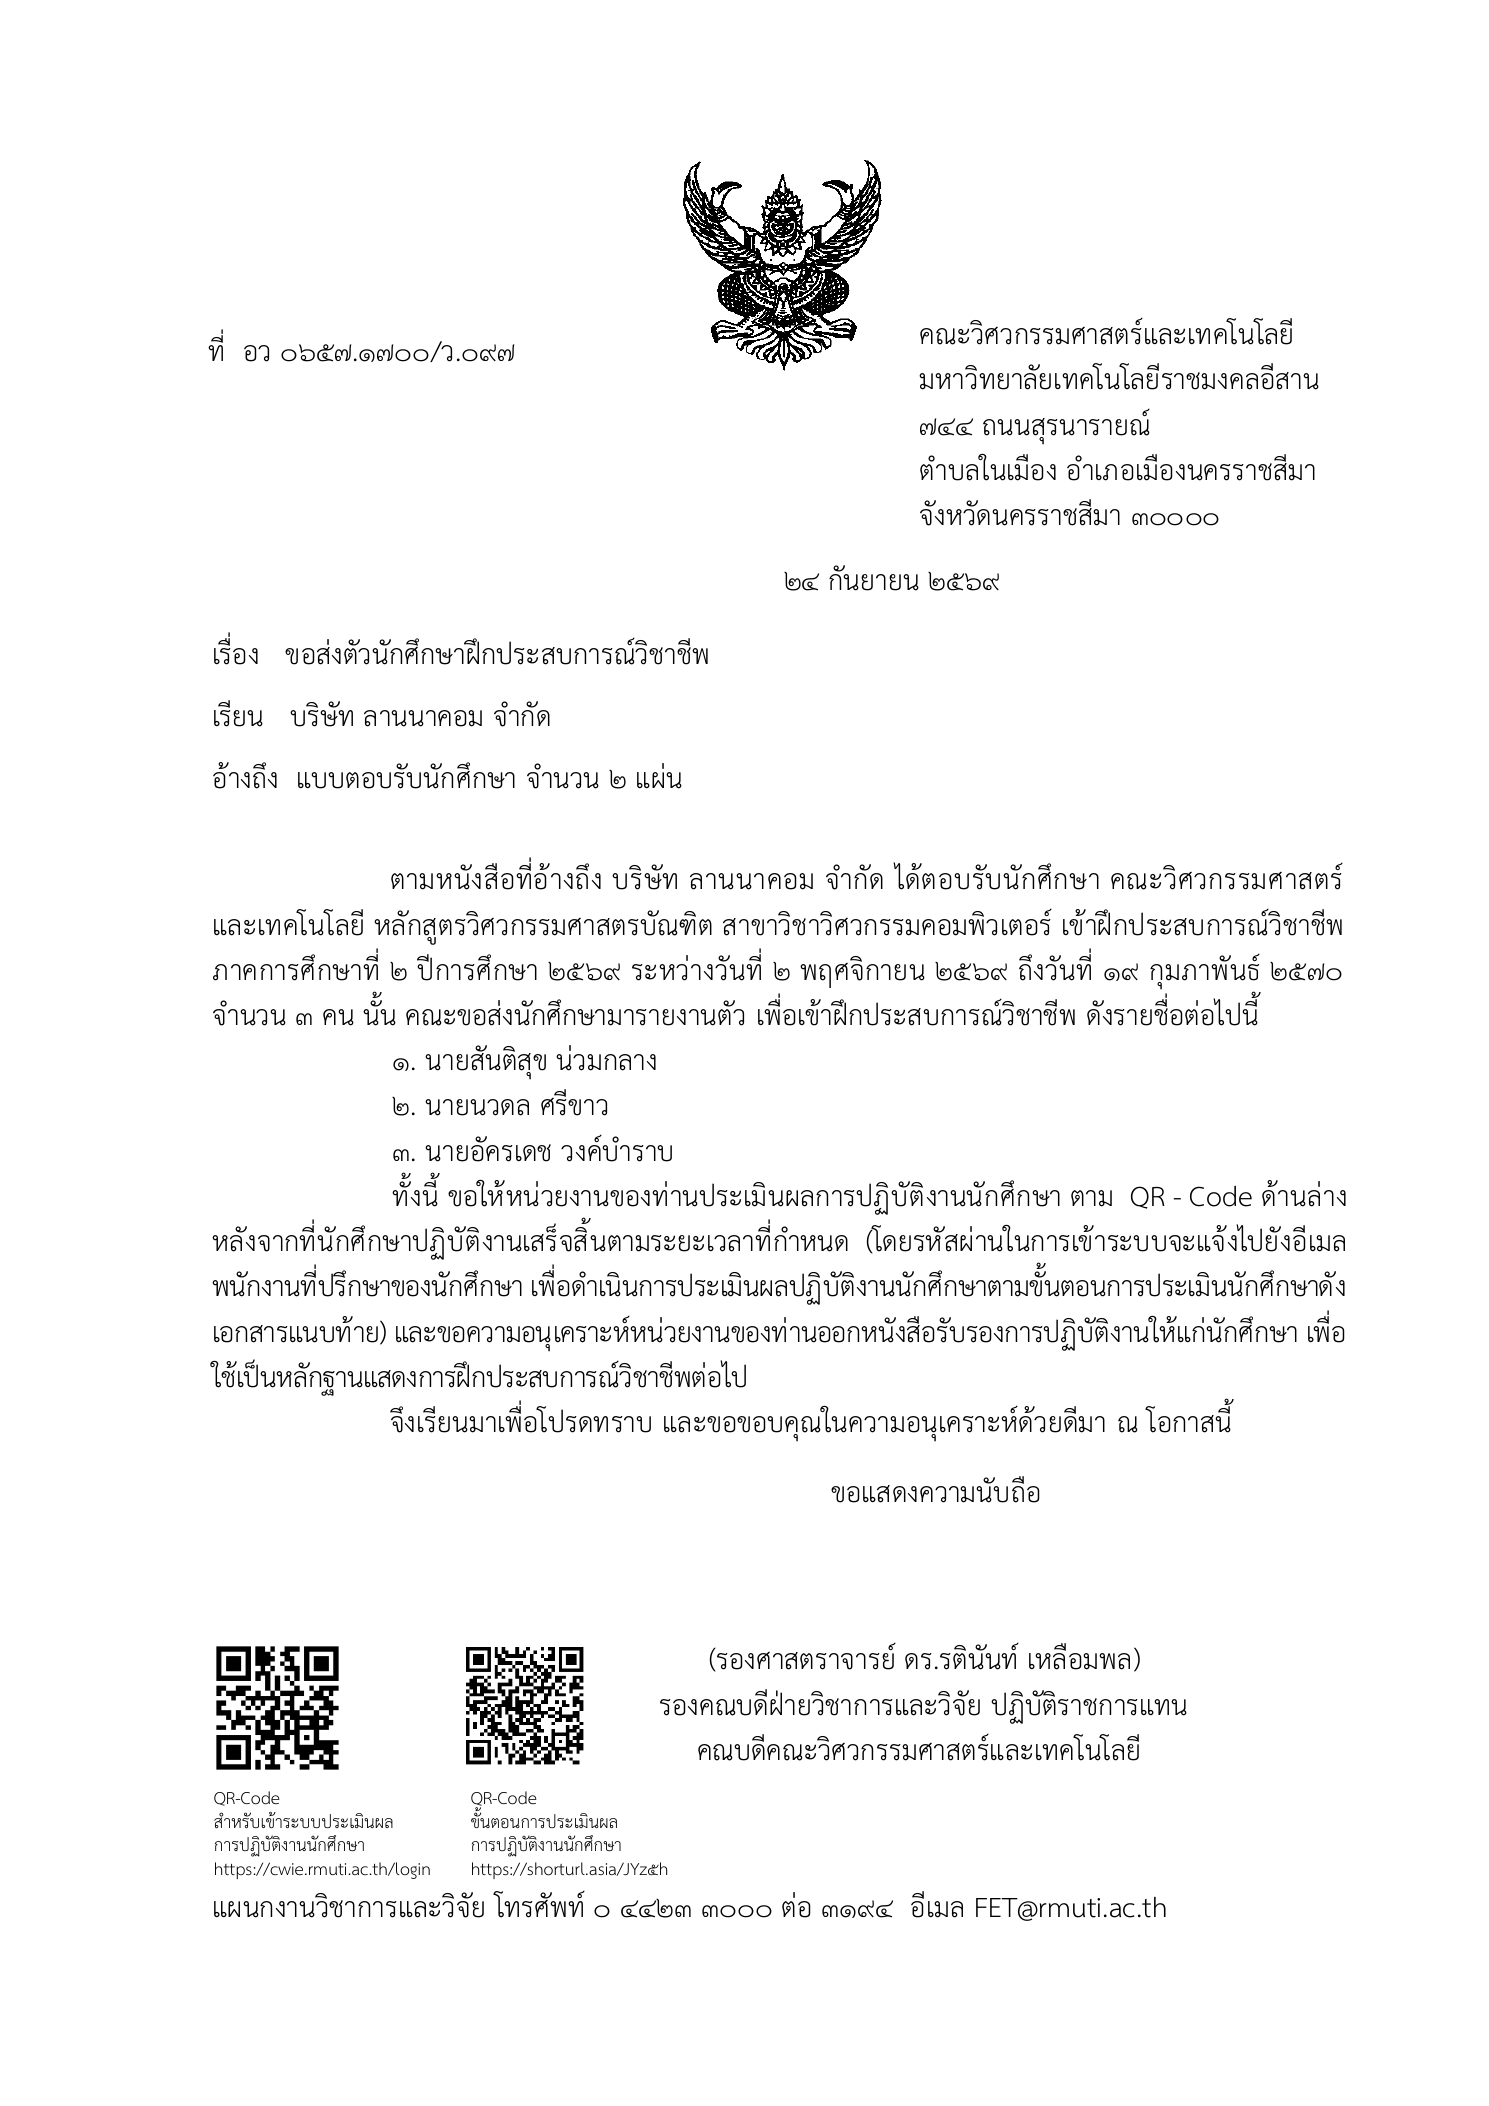 ที่ อว ๐๖๕๗.๑๗๐๐/ว.๐๙๗
คณะวิศวกรรมศาสตร์และเทคโนโลยี
มหาวิทยาลัยเทคโนโลยีราชมงคลอีสาน
๗๔๔ ถนนสุรนารายณ์
ตำบลในเมือง อำเภอเมืองนครราชสีมา
จังหวัดนครราชสีมา ๓๐๐๐๐
๒๔ กันยายน ๒๕๖๙
เรื่อง ขอส่งตัวนักศึกษาฝึกประสบการณ์วิชาชีพ
เรียน บริษัท ลานนาคอม จำกัด
อ้างถึง แบบตอบรับนักศึกษา จำนวน ๒ แผ่น
ตามหนังสือที่อ้างถึง บริษัท ลานนาคอม จำกัด ได้ตอบรับนักศึกษา คณะวิศวกรรมศาสตร์
และเทคโนโลยี หลักสูตรวิศวกรรมศาสตรบัณฑิต สาขาวิชาวิศวกรรมคอมพิวเตอร์ เข้าฝึกประสบการณ์วิชาชีพ
ภาคการศึกษาที่ ๒ ปีการศึกษา ๒๕๖๙ ระหว่างวันที่ ๒ พฤศจิกายน ๒๕๖๙ ถึงวันที่ ๑๙ กุมภาพันธ์ ๒๕๗๐
จำนวน ๓ คน นั้น คณะขอส่งนักศึกษามารายงานตัว เพื่อเข้าฝึกประสบการณ์วิชาชีพ ดังรายชื่อต่อไปนี้
๑. นายสันติสุข น่วมกลาง
๒. นายนวดล ศรีขาว
๓. นายอัครเดช วงค์บำราบ
ทั้งนี้ ขอให้หน่วยงานของท่านประเมินผลการปฏิบัติงานนักศึกษา ตาม QR - Code ด้านล่าง
หลังจากที่นักศึกษาปฏิบัติงานเสร็จสิ้นตามระยะเวลาที่กำหนด (โดยรหัสผ่านในการเข้าระบบจะแจ้งไปยังอีเมล
พนักงานที่ปรึกษาของนักศึกษา เพื่อดำเนินการประเมินผลปฏิบัติงานนักศึกษาตามขั้นตอนการประเมินนักศึกษาดัง
เอกสารแนบท้าย) และขอความอนุเคราะห์หน่วยงานของท่านออกหนังสือรับรองการปฏิบัติงานให้แก่นักศึกษา เพื่อ
ใช้เป็นหลักฐานแสดงการฝึกประสบการณ์วิชาชีพต่อไป
จึงเรียนมาเพื่อโปรดทราบ และขอขอบคุณในความอนุเคราะห์ด้วยดีมา ณ โอกาสนี้
ขอแสดงความนับถือ
(รองศาสตราจารย์ ดร.รตินันท์ เหลือมพล)
รองคณบดีฝ่ายวิชาการและวิจัย ปฏิบัติราชการแทน
คณบดีคณะวิศวกรรมศาสตร์และเทคโนโลยี
QR-Code
สำหรับเข้าระบบประเมินผล
การปฏิบัติงานนักศึกษา
https://cwie.rmuti.ac.th/login
QR-Code
ขั้นตอนการประเมินผล
การปฏิบัติงานนักศึกษา
https://shorturl.asia/JYz๕h
แผนกงานวิชาการและวิจัย โทรศัพท์ ๐ ๔๔๒๓ ๓๐๐๐ ต่อ ๓๑๙๔ อีเมล FET@rmuti.ac.th